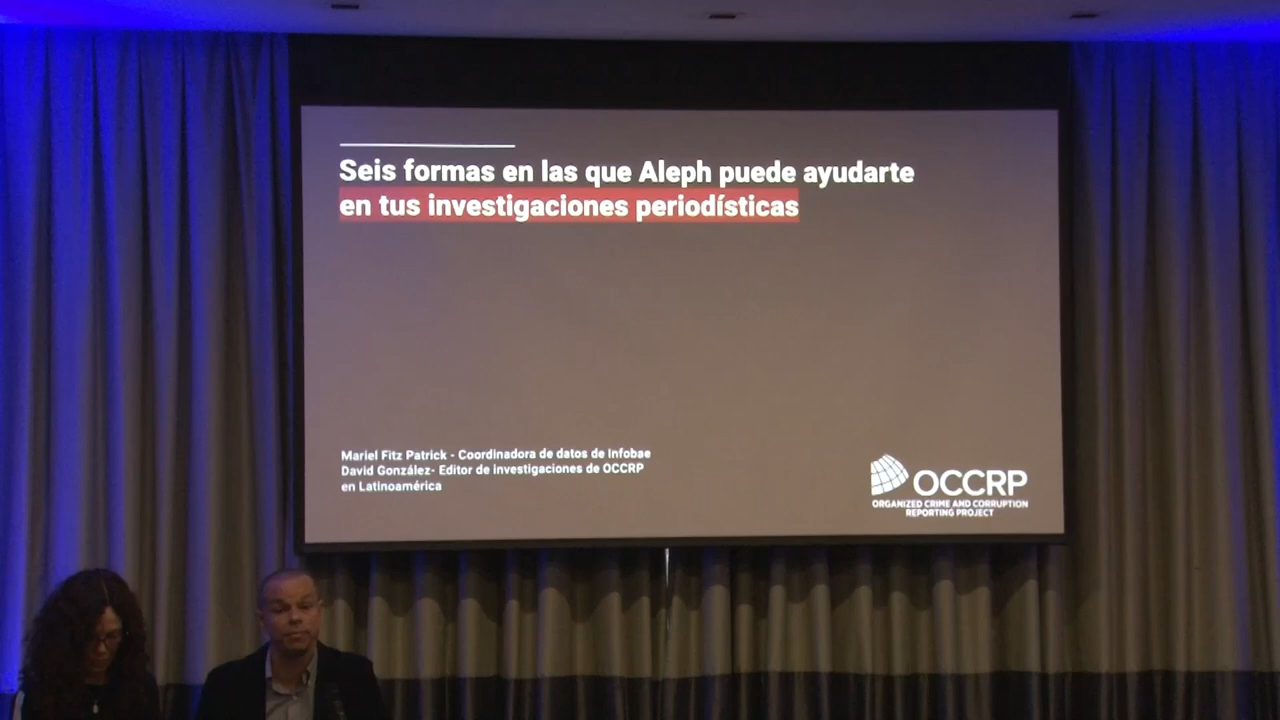 Seis formas en las que Aleph puede ayudarte
en tus investigaciones periodísticas
Mariel Fitz Patrick - Coordinadora de datos de Infobae
David González- Editor de investigaciones de OCCRP
en Latinoamérica
OCCRP
ORGANIZED CRIME AND CORRUPTION
REPORTING PROJECT